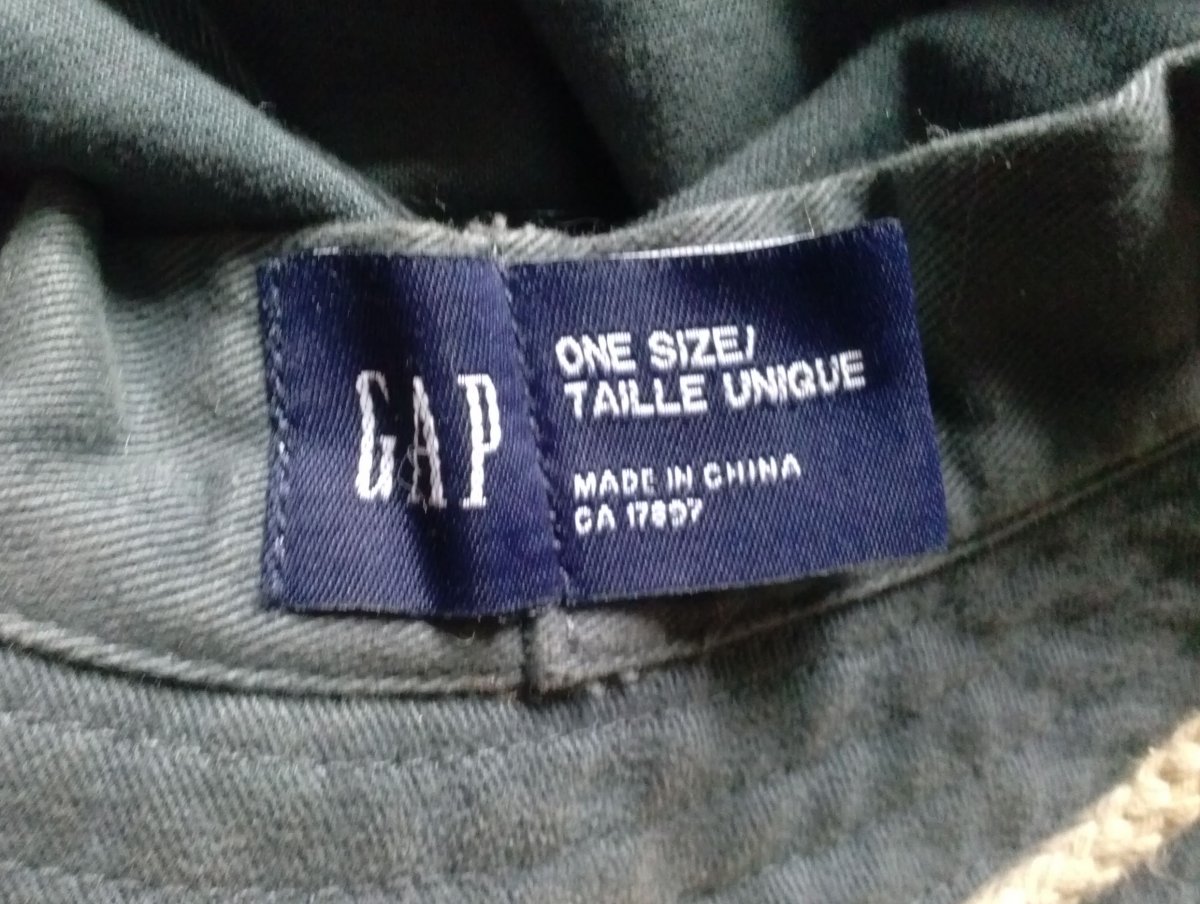 GAP
ONE SIZE/
TAILLE UNIQUE
MADE IN CHINA
CA 17897